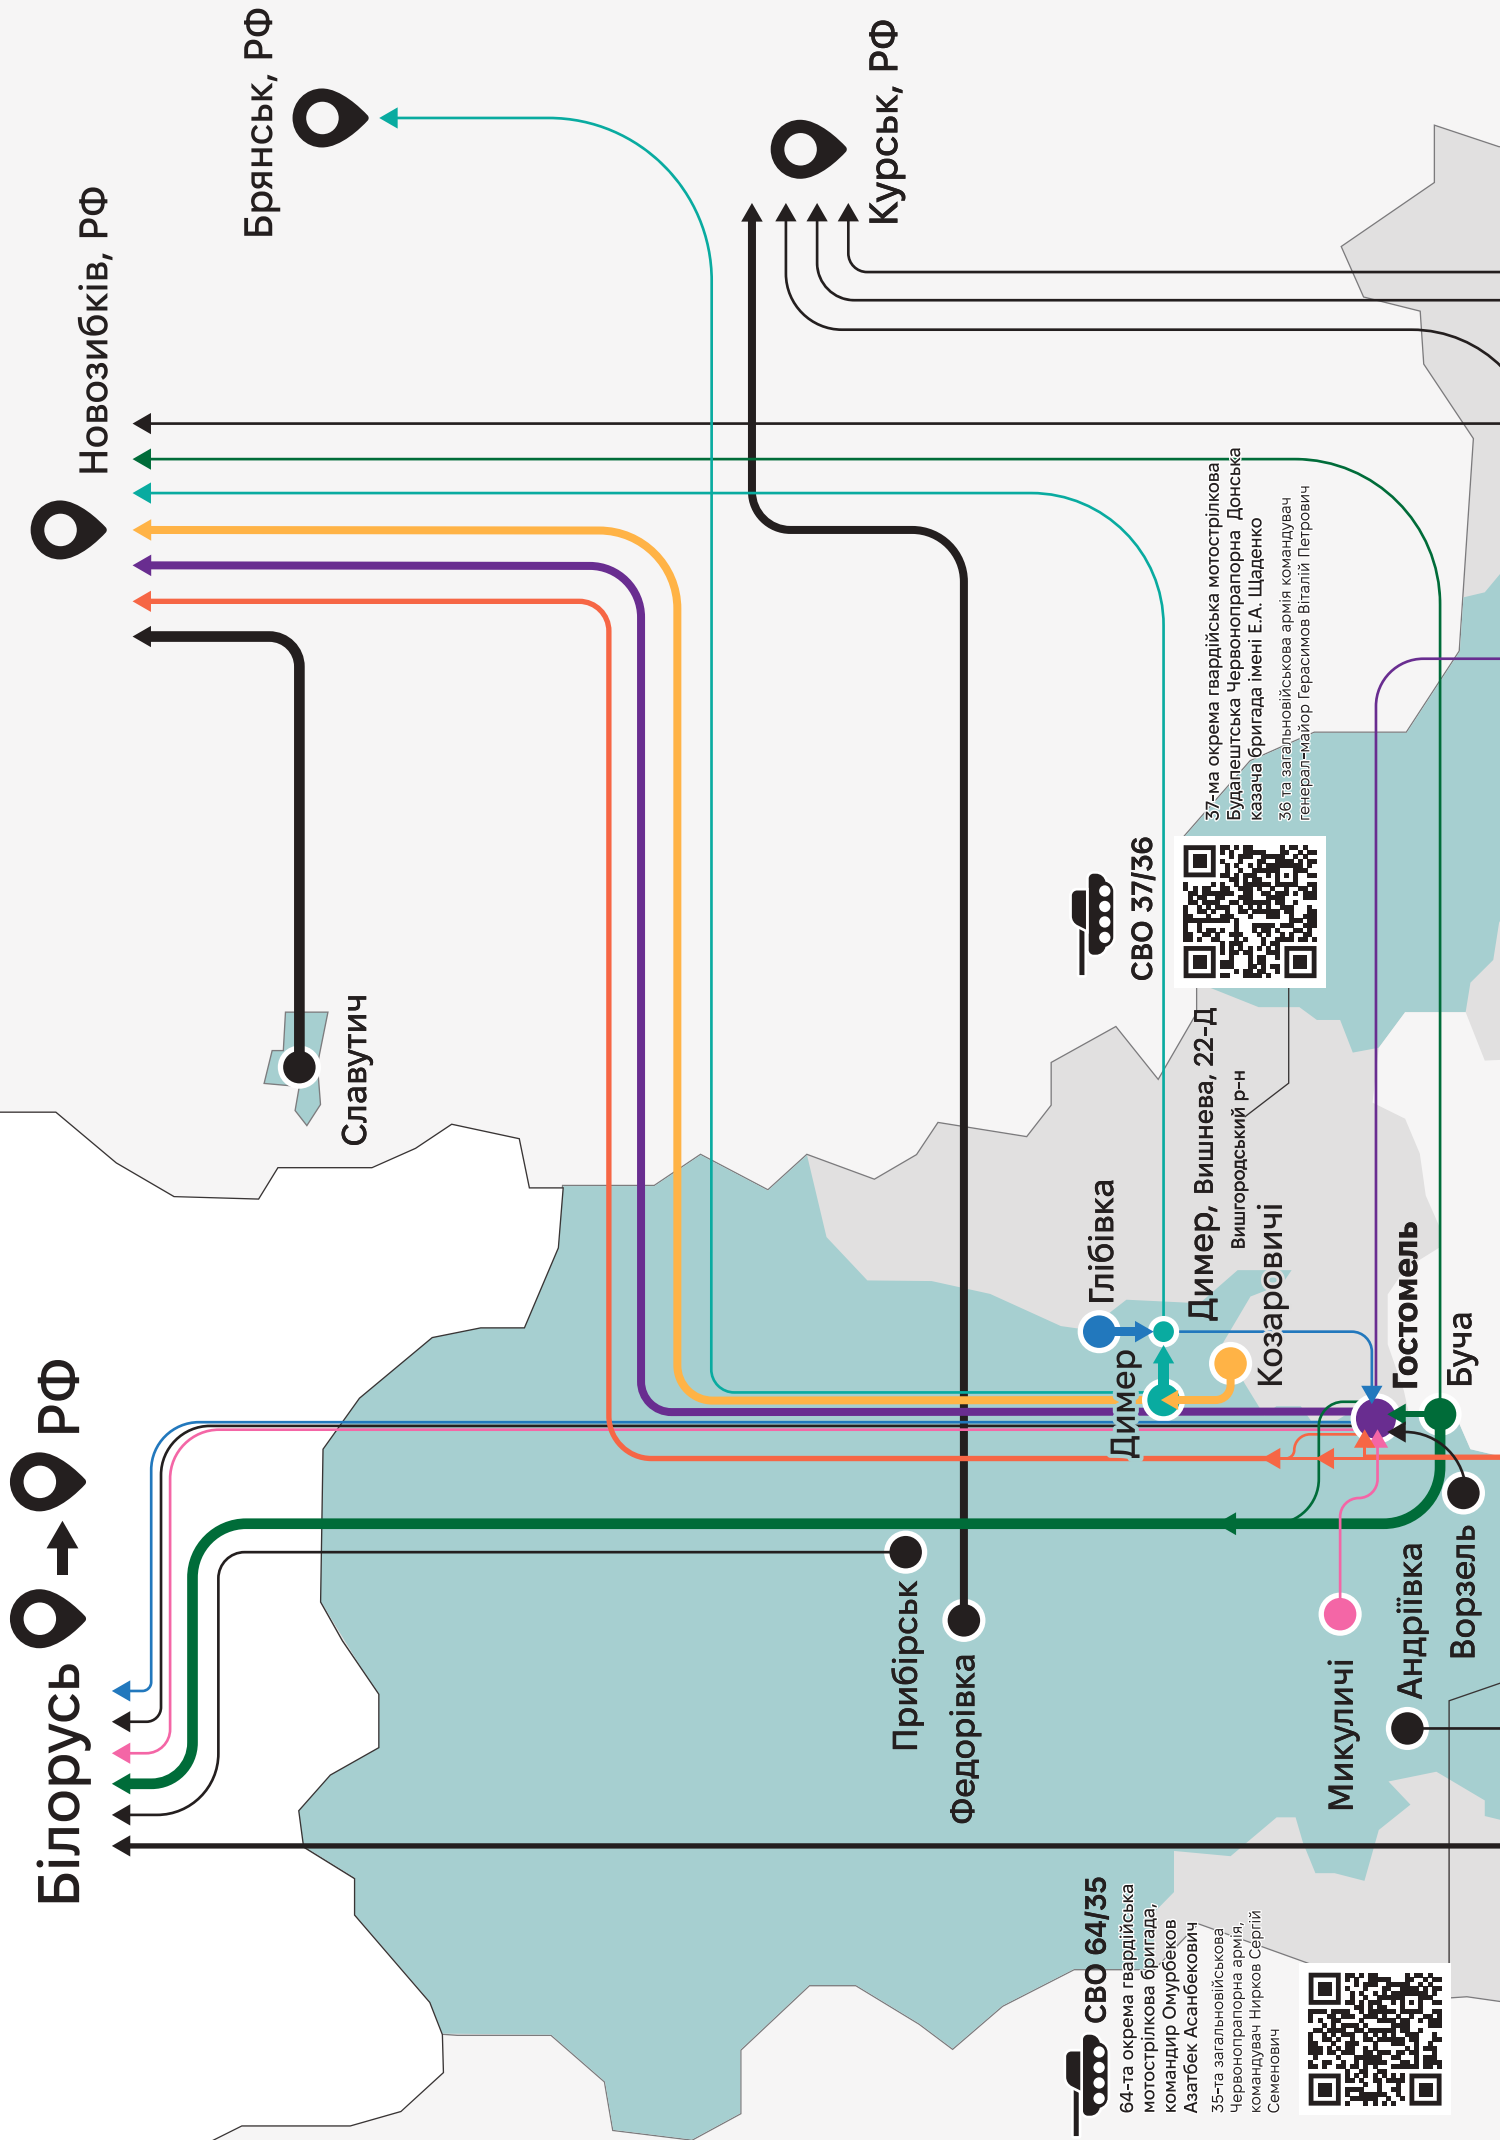 Білорусь
РФ
Новозибків, РФ
Брянськ, РФ
Курськ, РФ
Славутич
Прибірськ
Федорівка
Глібівка
Димер
Димер, Вишнева, 22-Д
Вишгородський р-н
Козаровичі
СВО 37/36
37-ма окрема гвардійська мотострілкова
Будапештська Червонопрапорна Донська
казача бригада імені Е.А. Щаденко
36 та загальновійськова армія командувач
генерал-майор Герасимов Віталій Петрович
СВО 64/35
64-та окрема гвардійська
мотострілкова бригада,
командир Омурбеков
Азатбек Асанбекович
35-та загальновійськова
Червонопрапорна армія,
командувач Нирков Сергій
Семенович
Микуличі
Андріївка
Ворзель
Гостомель
Буча